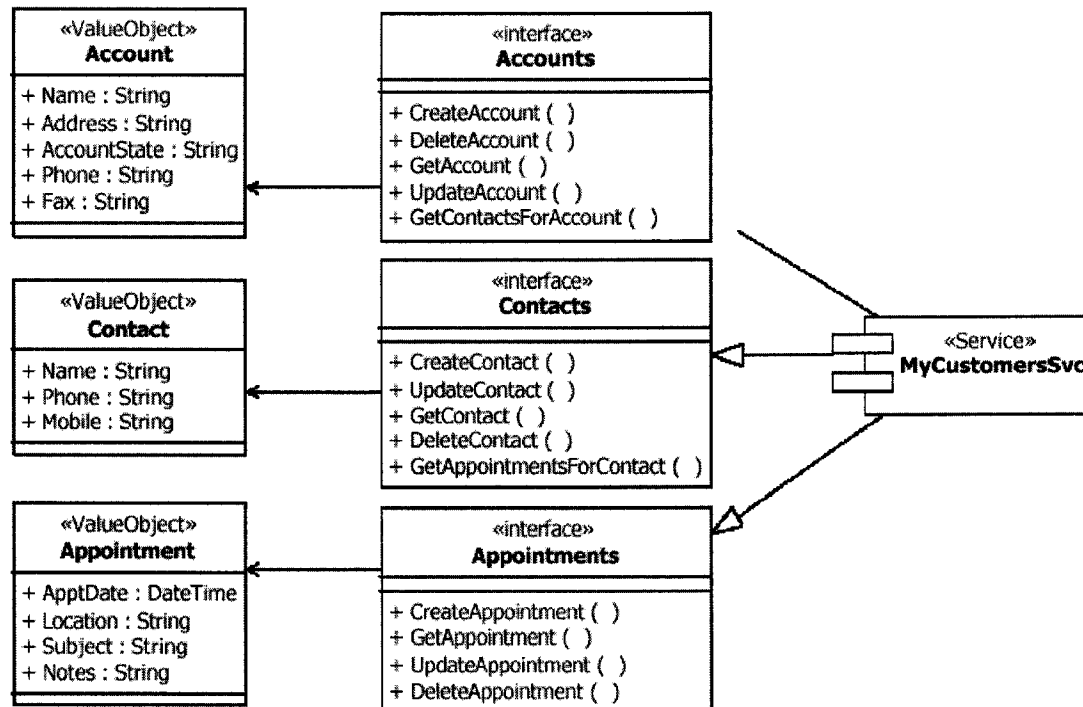 «ValueObject»
Account
+ Name : String
+ Address : String
+ AccountState : String
+ Phone : String
+ Fax : String
«interface»
Accounts
+ CreateAccount ( )
+ DeleteAccount ( )
+ GetAccount ( )
+ UpdateAccount ( )
+ GetContactsForAccount ( )
«ValueObject»
Contact
+ Name : String
+ Phone : String
+ Mobile : String
«interface»
Contacts
+ CreateContact ( )
+ UpdateContact ( )
+ GetContact ( )
+ DeleteContact ( )
+ GetAppointmentsForContact ( )
«Service»
MyCustomersSvc
«ValueObject»
Appointment
+ ApptDate : DateTime
+ Location : String
+ Subject : String
+ Notes : String
«interface»
Appointments
+ CreateAppointment ( )
+ GetAppointment ( )
+ UpdateAppointment ( )
+ DeleteAppointment ( )